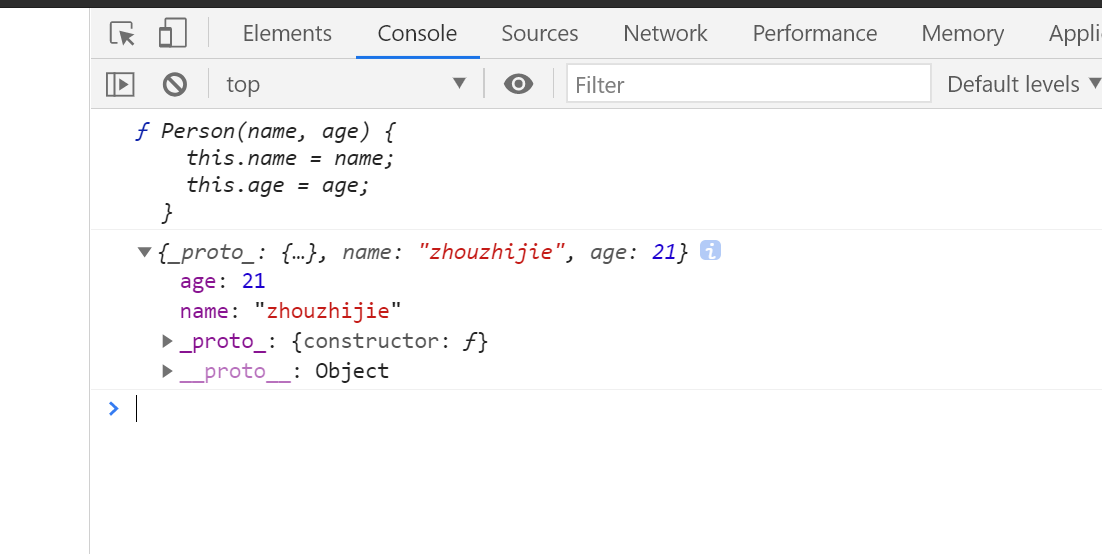 Elements Console Sources Network Performance Memory Appli
top Filter Default levels
ƒ Person(name, age) {
this.name = name;
this.age = age;
}
{_proto_: {…}, name: "zhouzhijie", age: 21} i
age: 21
name: "zhouzhijie"
_proto_: {constructor: ƒ}
__proto__: Object